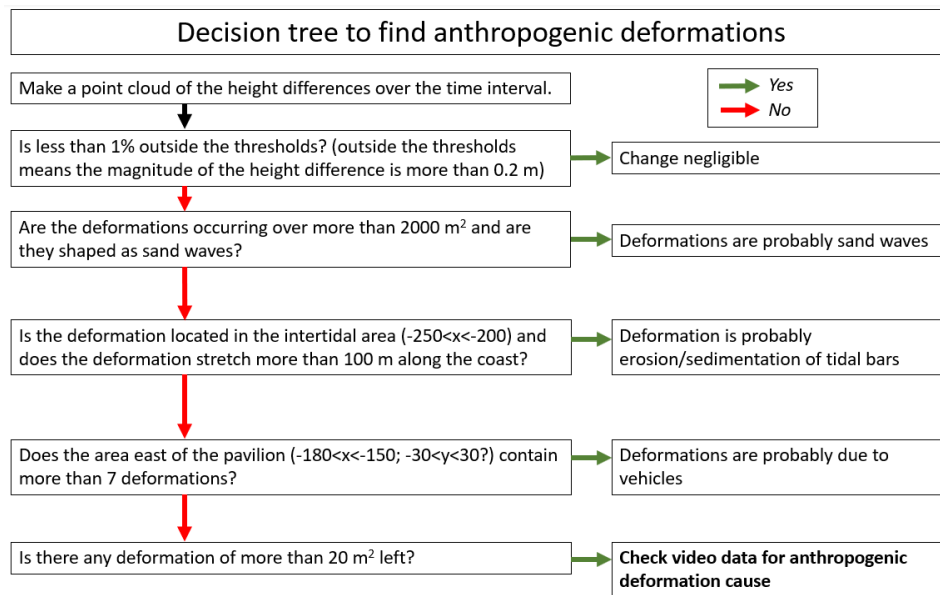 Decision tree to find anthropogenic deformations
Make a point cloud of the height differences over the time interval.
Yes
No
Is less than 1% outside the thresholds? (outside the thresholds
means the magnitude of the height difference is more than 0.2 m)
Change negligible
Are the deformations occurring over more than 2000 m² and are
they shaped as sand waves?
Deformations are probably sand waves
Is the deformation located in the intertidal area (-250<x<-200) and
does the deformation stretch more than 100 m along the coast?
Deformation is probably
erosion/sedimentation of tidal bars
Does the area east of the pavilion (-180<x<-150; -30<y<30?) contain
more than 7 deformations?
Deformations are probably due to
vehicles
Is there any deformation of more than 20 m² left?
Check video data for anthropogenic
deformation cause